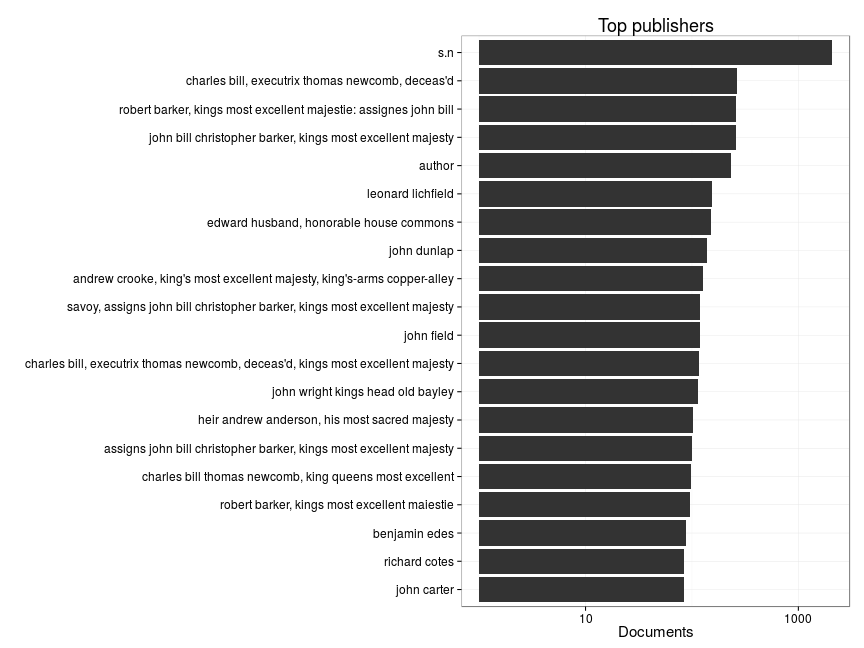 Top publishers
s.n
charles bill, executrix thomas newcomb, deceas'd
robert barker, kings most excellent majestie: assignes john bill
john bill christopher barker, kings most excellent majesty
author
leonard lichfield
edward husband, honorable house commons
john dunlap
andrew crooke, king's most excellent majesty, king's-arms copper-alley
savoy, assigns john bill christopher barker, kings most excellent majesty
john field
charles bill, executrix thomas newcomb, deceas'd, kings most excellent majesty
john wright kings head old bayley
heir andrew anderson, his most sacred majesty
assigns john bill christopher barker, kings most excellent majesty
charles bill thomas newcomb, king queens most excellent
robert barker, kings most excellent maiestie
benjamin edes
richard cotes
john carter
10 1000
Documents